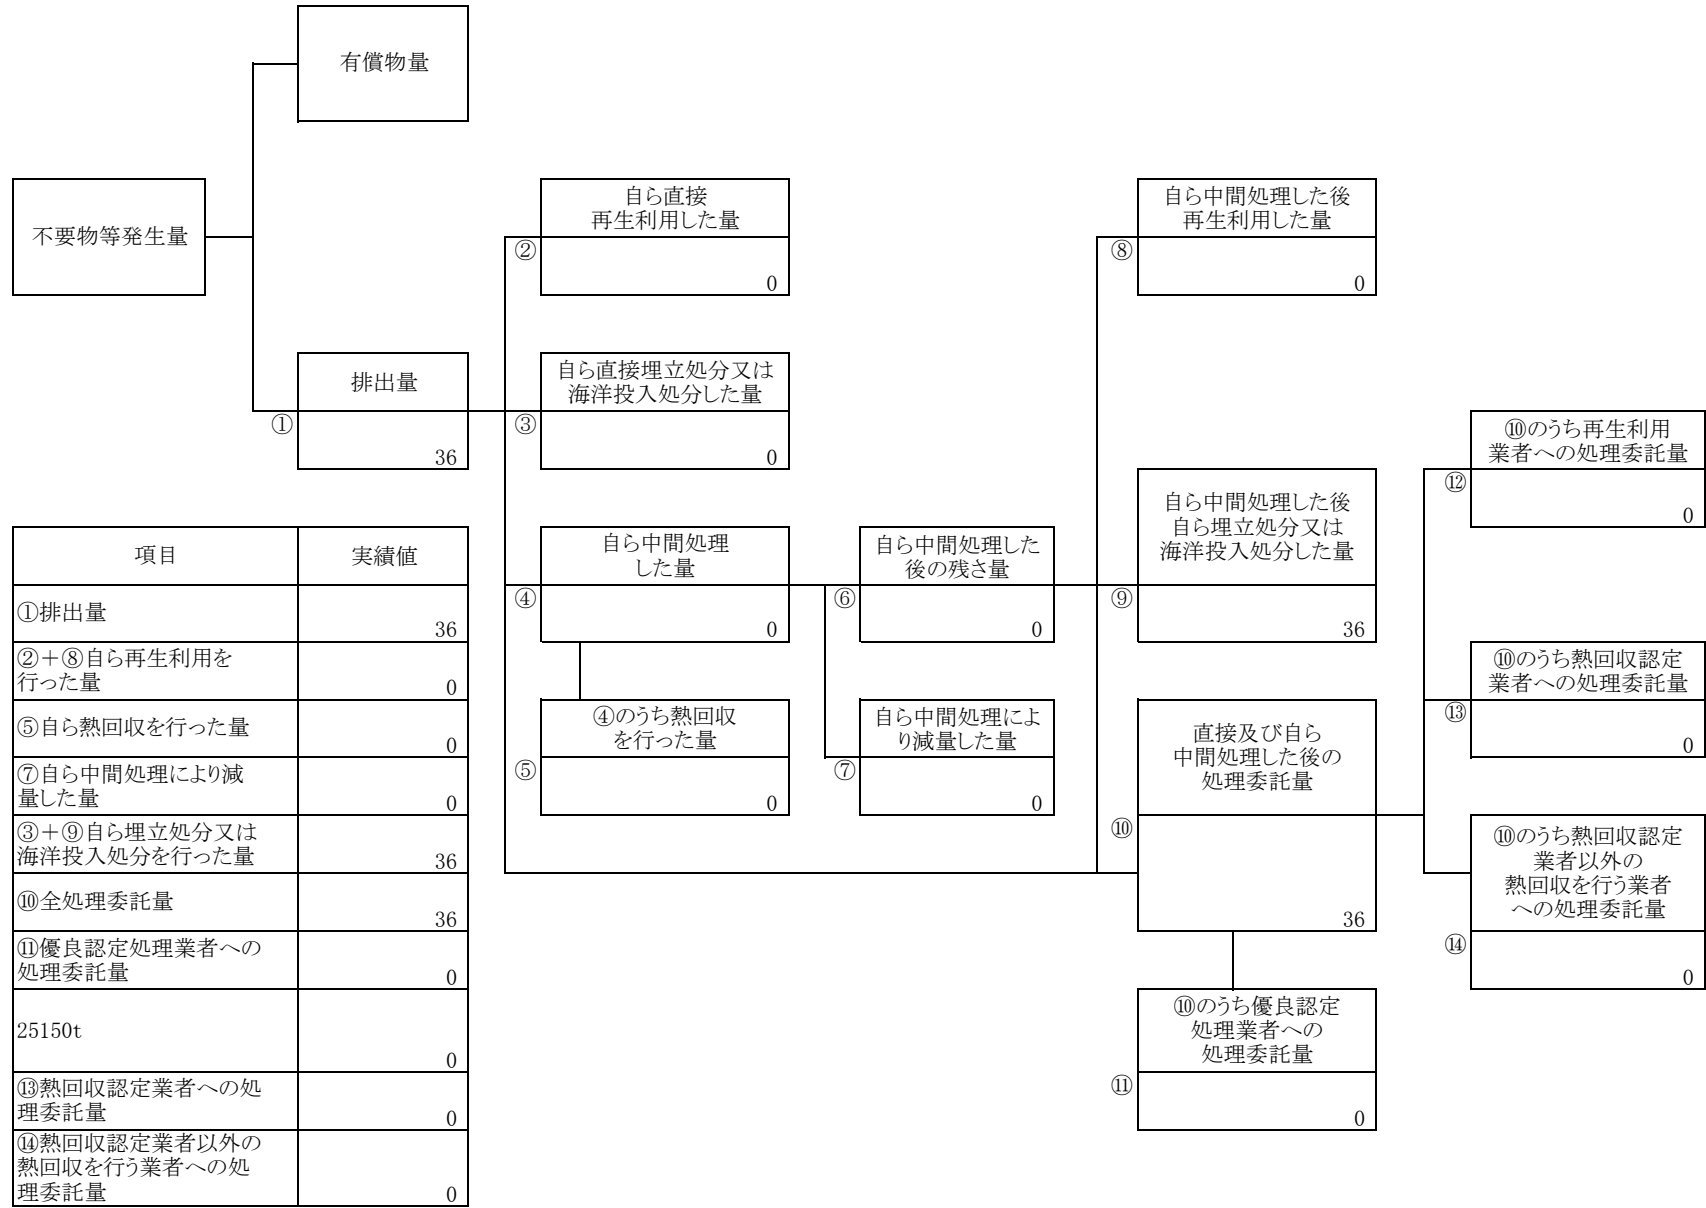 有償物量
不要物等発生量
自ら直接
再生利用した量
②
0
自ら中間処理した後
再生利用した量
⑧
0
排出量
①
36
自ら直接埋立処分又は
海洋投入処分した量
③
0
⑩のうち再生利用
業者への処理委託量
⑫
0
自ら中間処理
した量
④
0
自ら中間処理した
後の残さ量
⑥
0
自ら中間処理した後
自ら埋立処分又は
海洋投入処分した量
⑨
36
⑩のうち熱回収認定
業者への処理委託量
⑬
0
④のうち熱回収
を行った量
⑤
0
自ら中間処理によ
り減量した量
⑦
0
直接及び自ら
中間処理した後の
処理委託量
⑩
36
⑩のうち熱回収認定
業者以外の
熱回収を行う業者
への処理委託量
⑭
0
⑩のうち優良認定
処理業者への
処理委託量
⑪
0
項目 実績値
①排出量
36
②＋⑧自ら再生利用を
行った量 0
⑤自ら熱回収を行った量
0
⑦自ら中間処理により減
量した量 0
③＋⑨自ら埋立処分又は
海洋投入処分を行った量 36
⑩全処理委託量
36
⑪優良認定処理業者への
処理委託量 0
25150t
0
⑬熱回収認定業者への処
理委託量 0
⑭熱回収認定業者以外の
熱回収を行う業者への処
理委託量 0